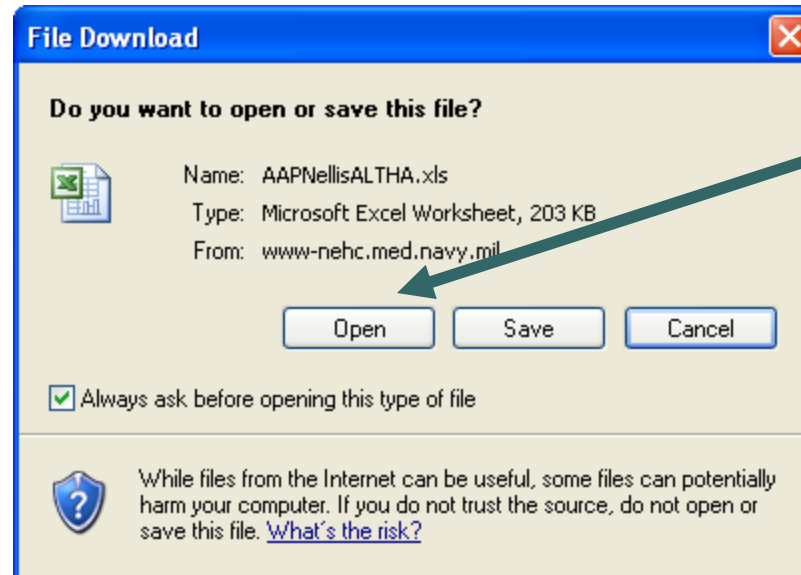 File Download
Do you want to open or save this file?
Name: AAPNellisALTHA.xls
Type: Microsoft Excel Worksheet, 203 KB
From: www-nehc.med.navy.mil
Open Save Cancel
Always ask before opening this type of file
While files from the Internet can be useful, some files can potentially
harm your computer. If you do not trust the source, do not open or
save this file. What's the risk?